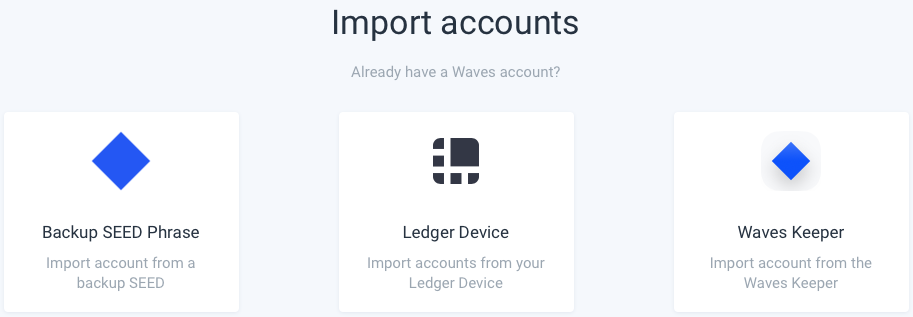 Import accounts
Already have a Waves account?
Backup SEED Phrase
Import account from a
backup SEED
Ledger Device
Import accounts from your
Ledger Device
Waves Keeper
Import account from the
Waves Keeper